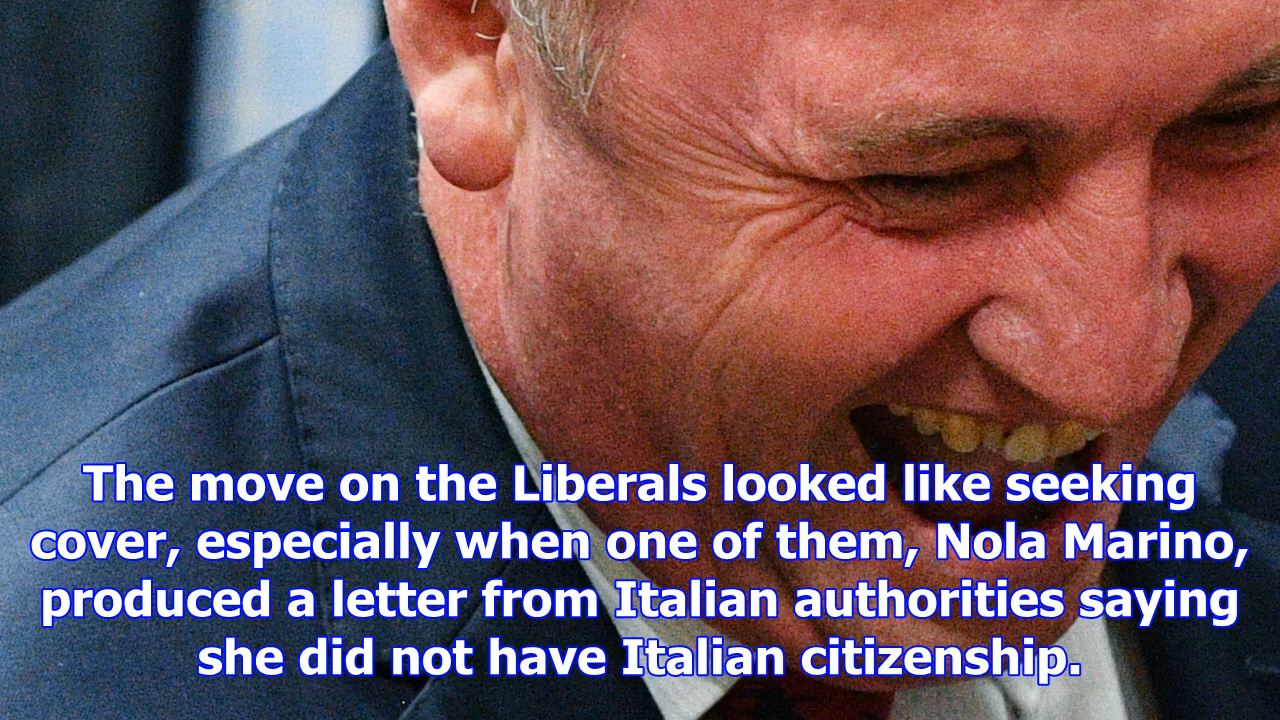 The move on the Liberals looked like seeking
cover, especially when one of them, Nola Marino,
produced a letter from Italian authorities saying
she did not have Italian citizenship.